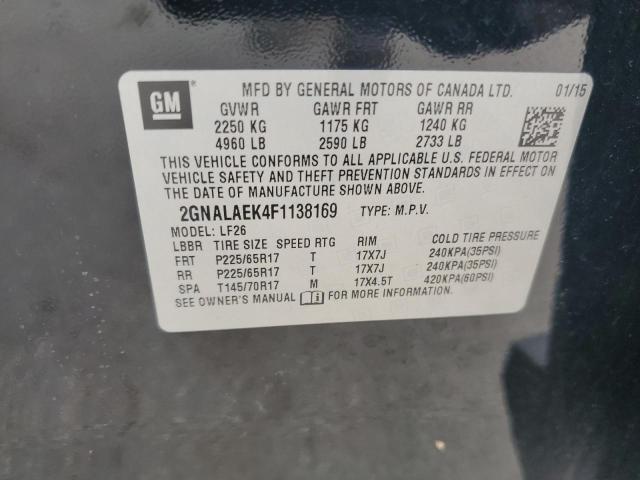 GM
MFD BY GENERAL MOTORS OF CANADA LTD. 01/15
GVWR GAWR FRT GAWR RR
2250 KG 1175 KG 1240 KG
4960 LB 2590 LB 2733 LB
THIS VEHICLE CONFORMS TO ALL APPLICABLE U.S. FEDERAL MOTOR
VEHICLE SAFETY AND THEFT PREVENTION STANDARDS IN EFFECT
ON THE DATE OF MANUFACTURE SHOWN ABOVE.
2GNALAEK4F1138169 TYPE: M.P.V.
MODEL: LF26
LBBR TIRE SIZE SPEED RTG RIM COLD TIRE PRESSURE
FRT P225/65R17 T 17X7J 240KPA(35PSI)
RR P225/65R17 T 17X7J 240KPA(35PSI)
SPA T145/70R17 M 17X4.5T 420KPA(60PSI)
SEE OWNER'S MANUAL FOR MORE INFORMATION.